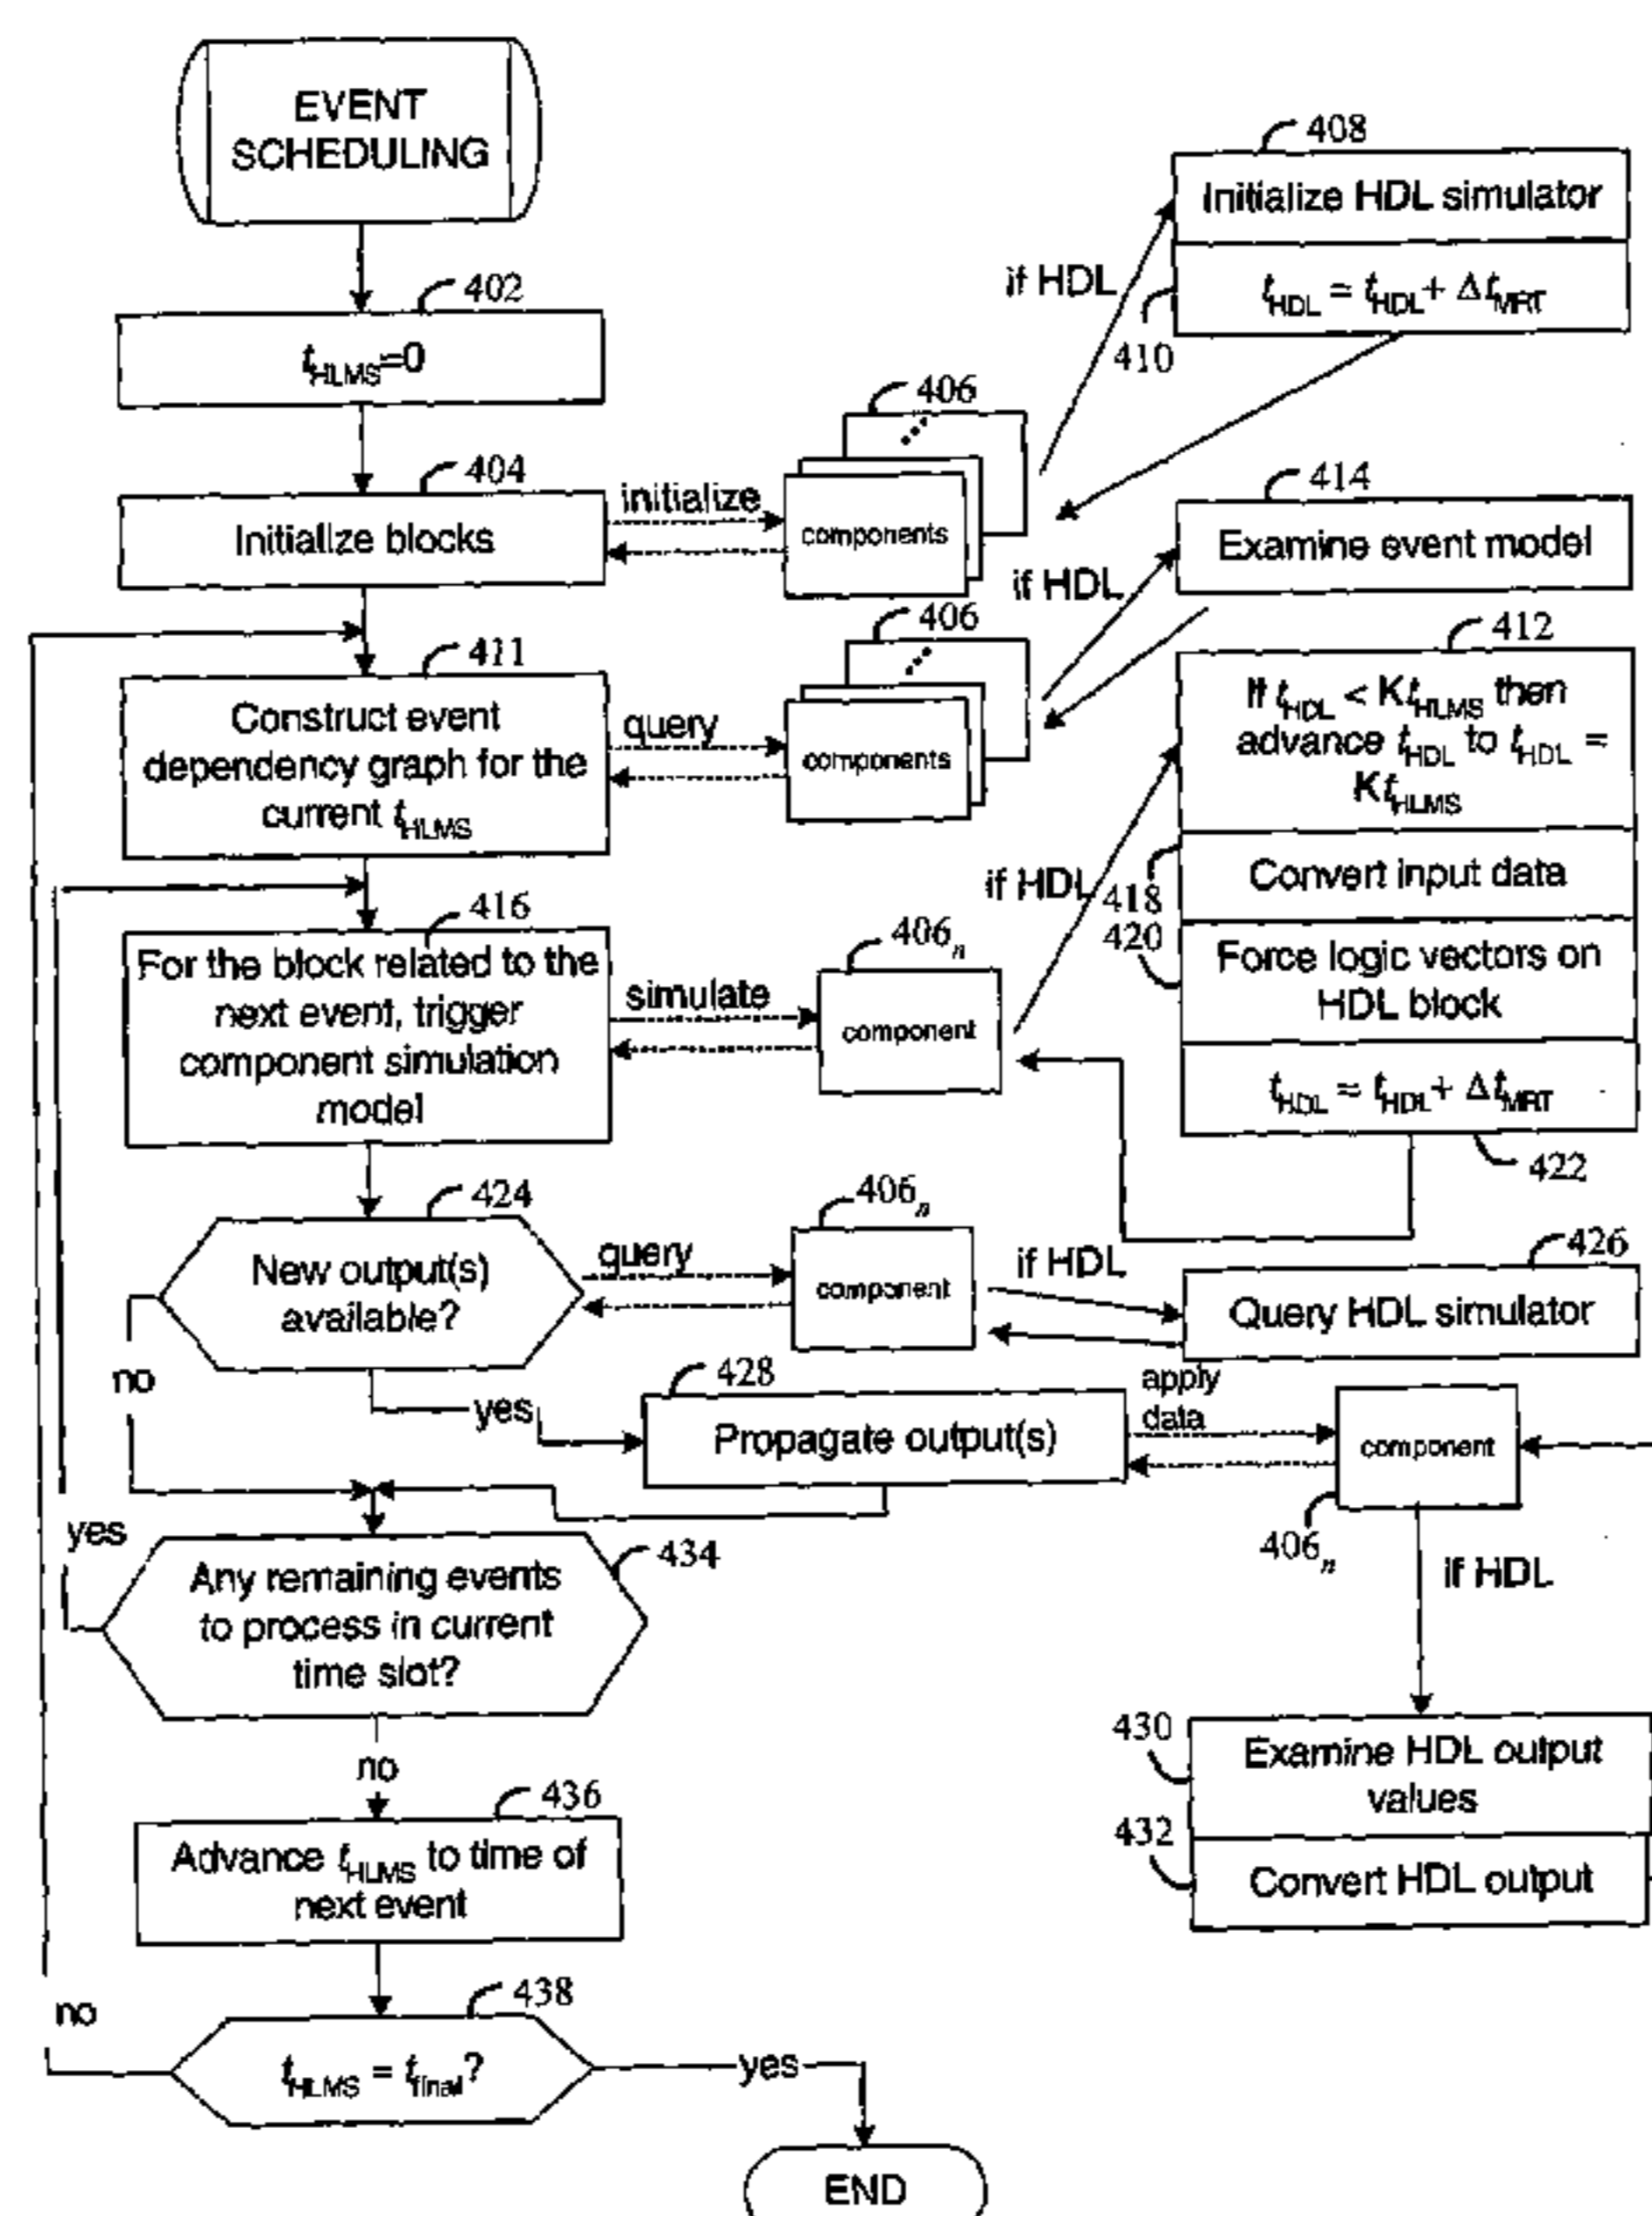 EVENT
SCHEDULING
402
t_HLMS=0
404
Initialize blocks
initialize
406
components
if HDL
408
Initialize HDL simulator
t_HDL = t_HDL + Δt_MRT
410
411
Construct event
dependency graph for the
current t_HLMS
query
406
components
if HDL
414
Examine event model
416
For the block related to the
next event, trigger
component simulation
model
simulate
406n
component
if HDL
412
If t_HDL < Kt_HLMS then
advance t_HDL to t_HDL =
Kt_HLMS
418
Convert input data
420
Force logic vectors on
HDL block
t_HDL = t_HDL + Δt_MRT
422
424
New output(s)
available?
query
406n
component
if HDL
426
Query HDL simulator
no
yes
428
Propagate output(s)
apply
data
component
406n
if HDL
430
Examine HDL output
values
432
Convert HDL output
yes
434
Any remaining events
to process in current
time slot?
no
436
Advance t_HLMS to time of
next event
no
438
t_HLMS = t_final?
yes
END